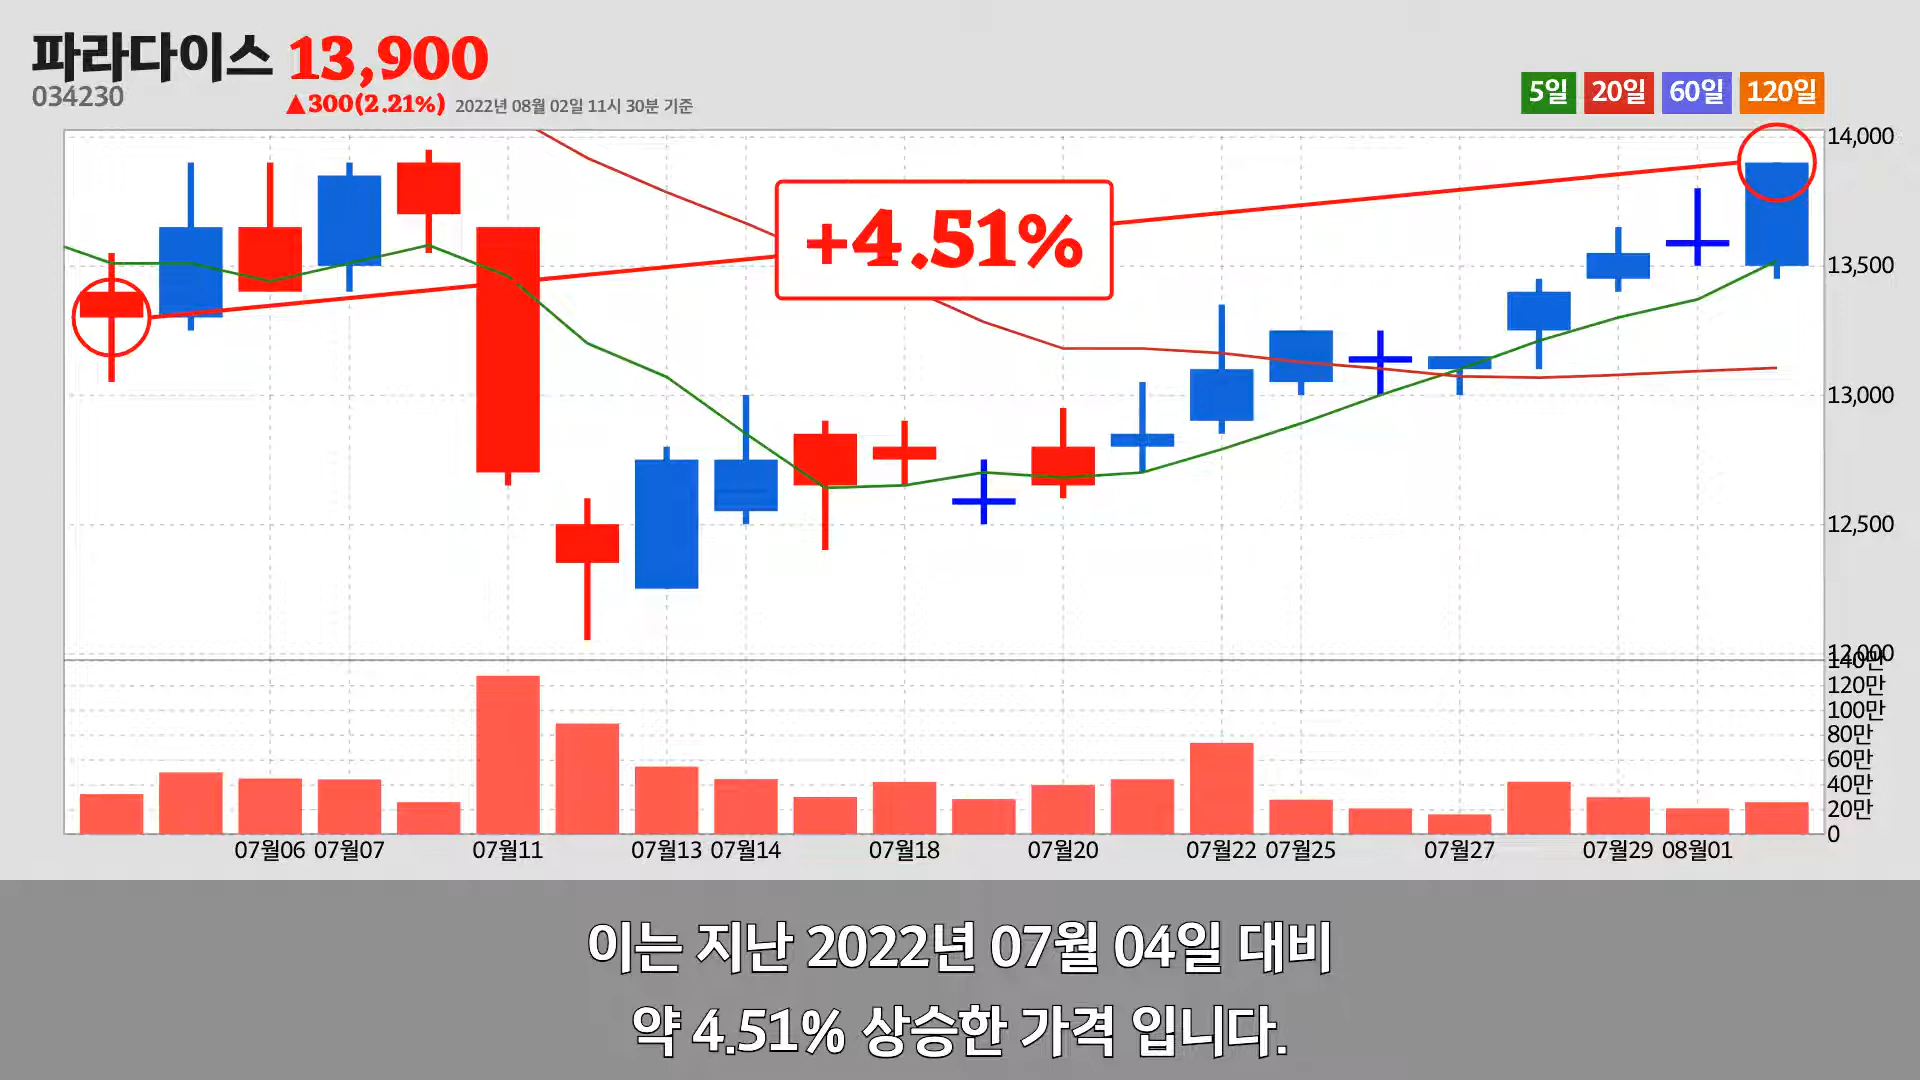 파라다이스 13,900
034230
▲300(2.21%) 2022년 08월 02일 11시 30분 기준
5일 20일 60일 120일
+4.51%
14,000
13,500
13,000
12,500
12,000
140만
120만
100만
80만
60만
40만
20만
0
07월06 07월07 07월11 07월13 07월14 07월18 07월20 07월22 07월25 07월27 07월29 08월01
이는 지난 2022년 07월 04일 대비
약 4.51% 상승한 가격 입니다.